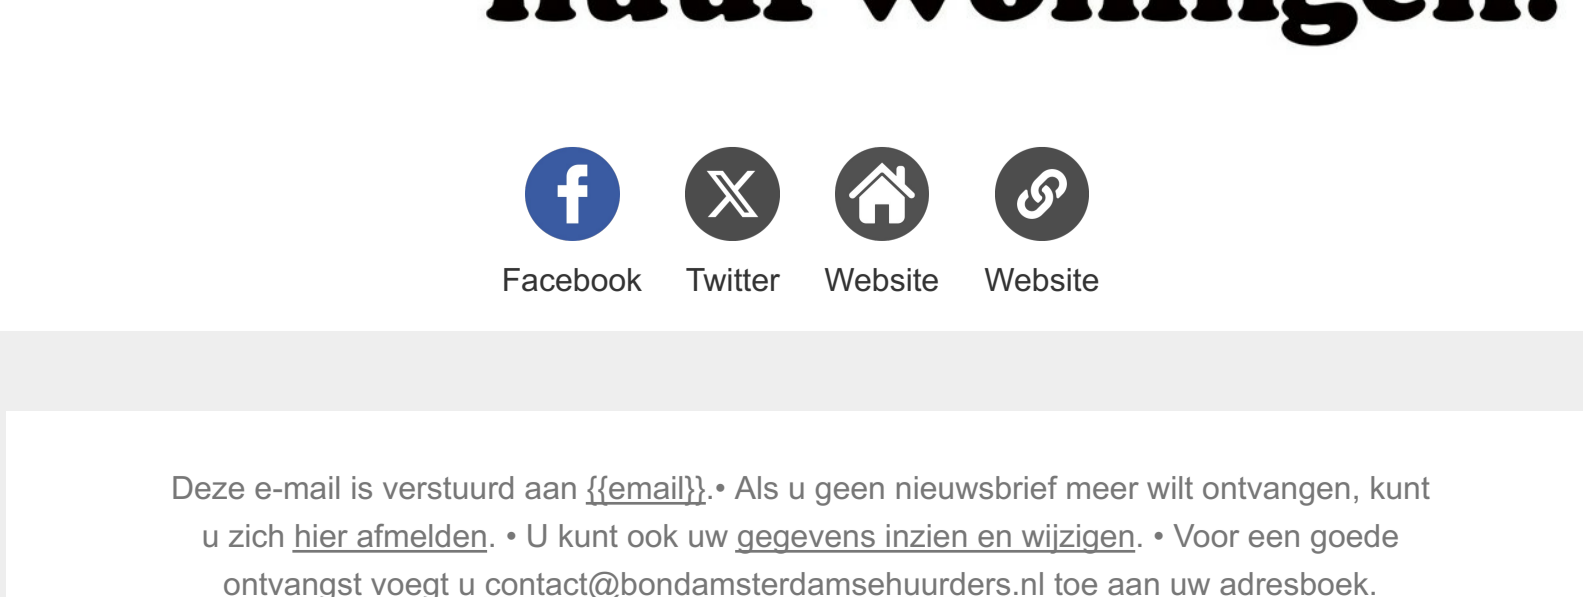 huurwoningen.
Facebook Twitter Website Website
Deze e-mail is verstuurd aan {{email}}.• Als u geen nieuwsbrief meer wilt ontvangen, kunt
u zich hier afmelden. • U kunt ook uw gegevens inzien en wijzigen. • Voor een goede
ontvangst voegt u contact@bondamsterdamsehuurders.nl toe aan uw adresboek.